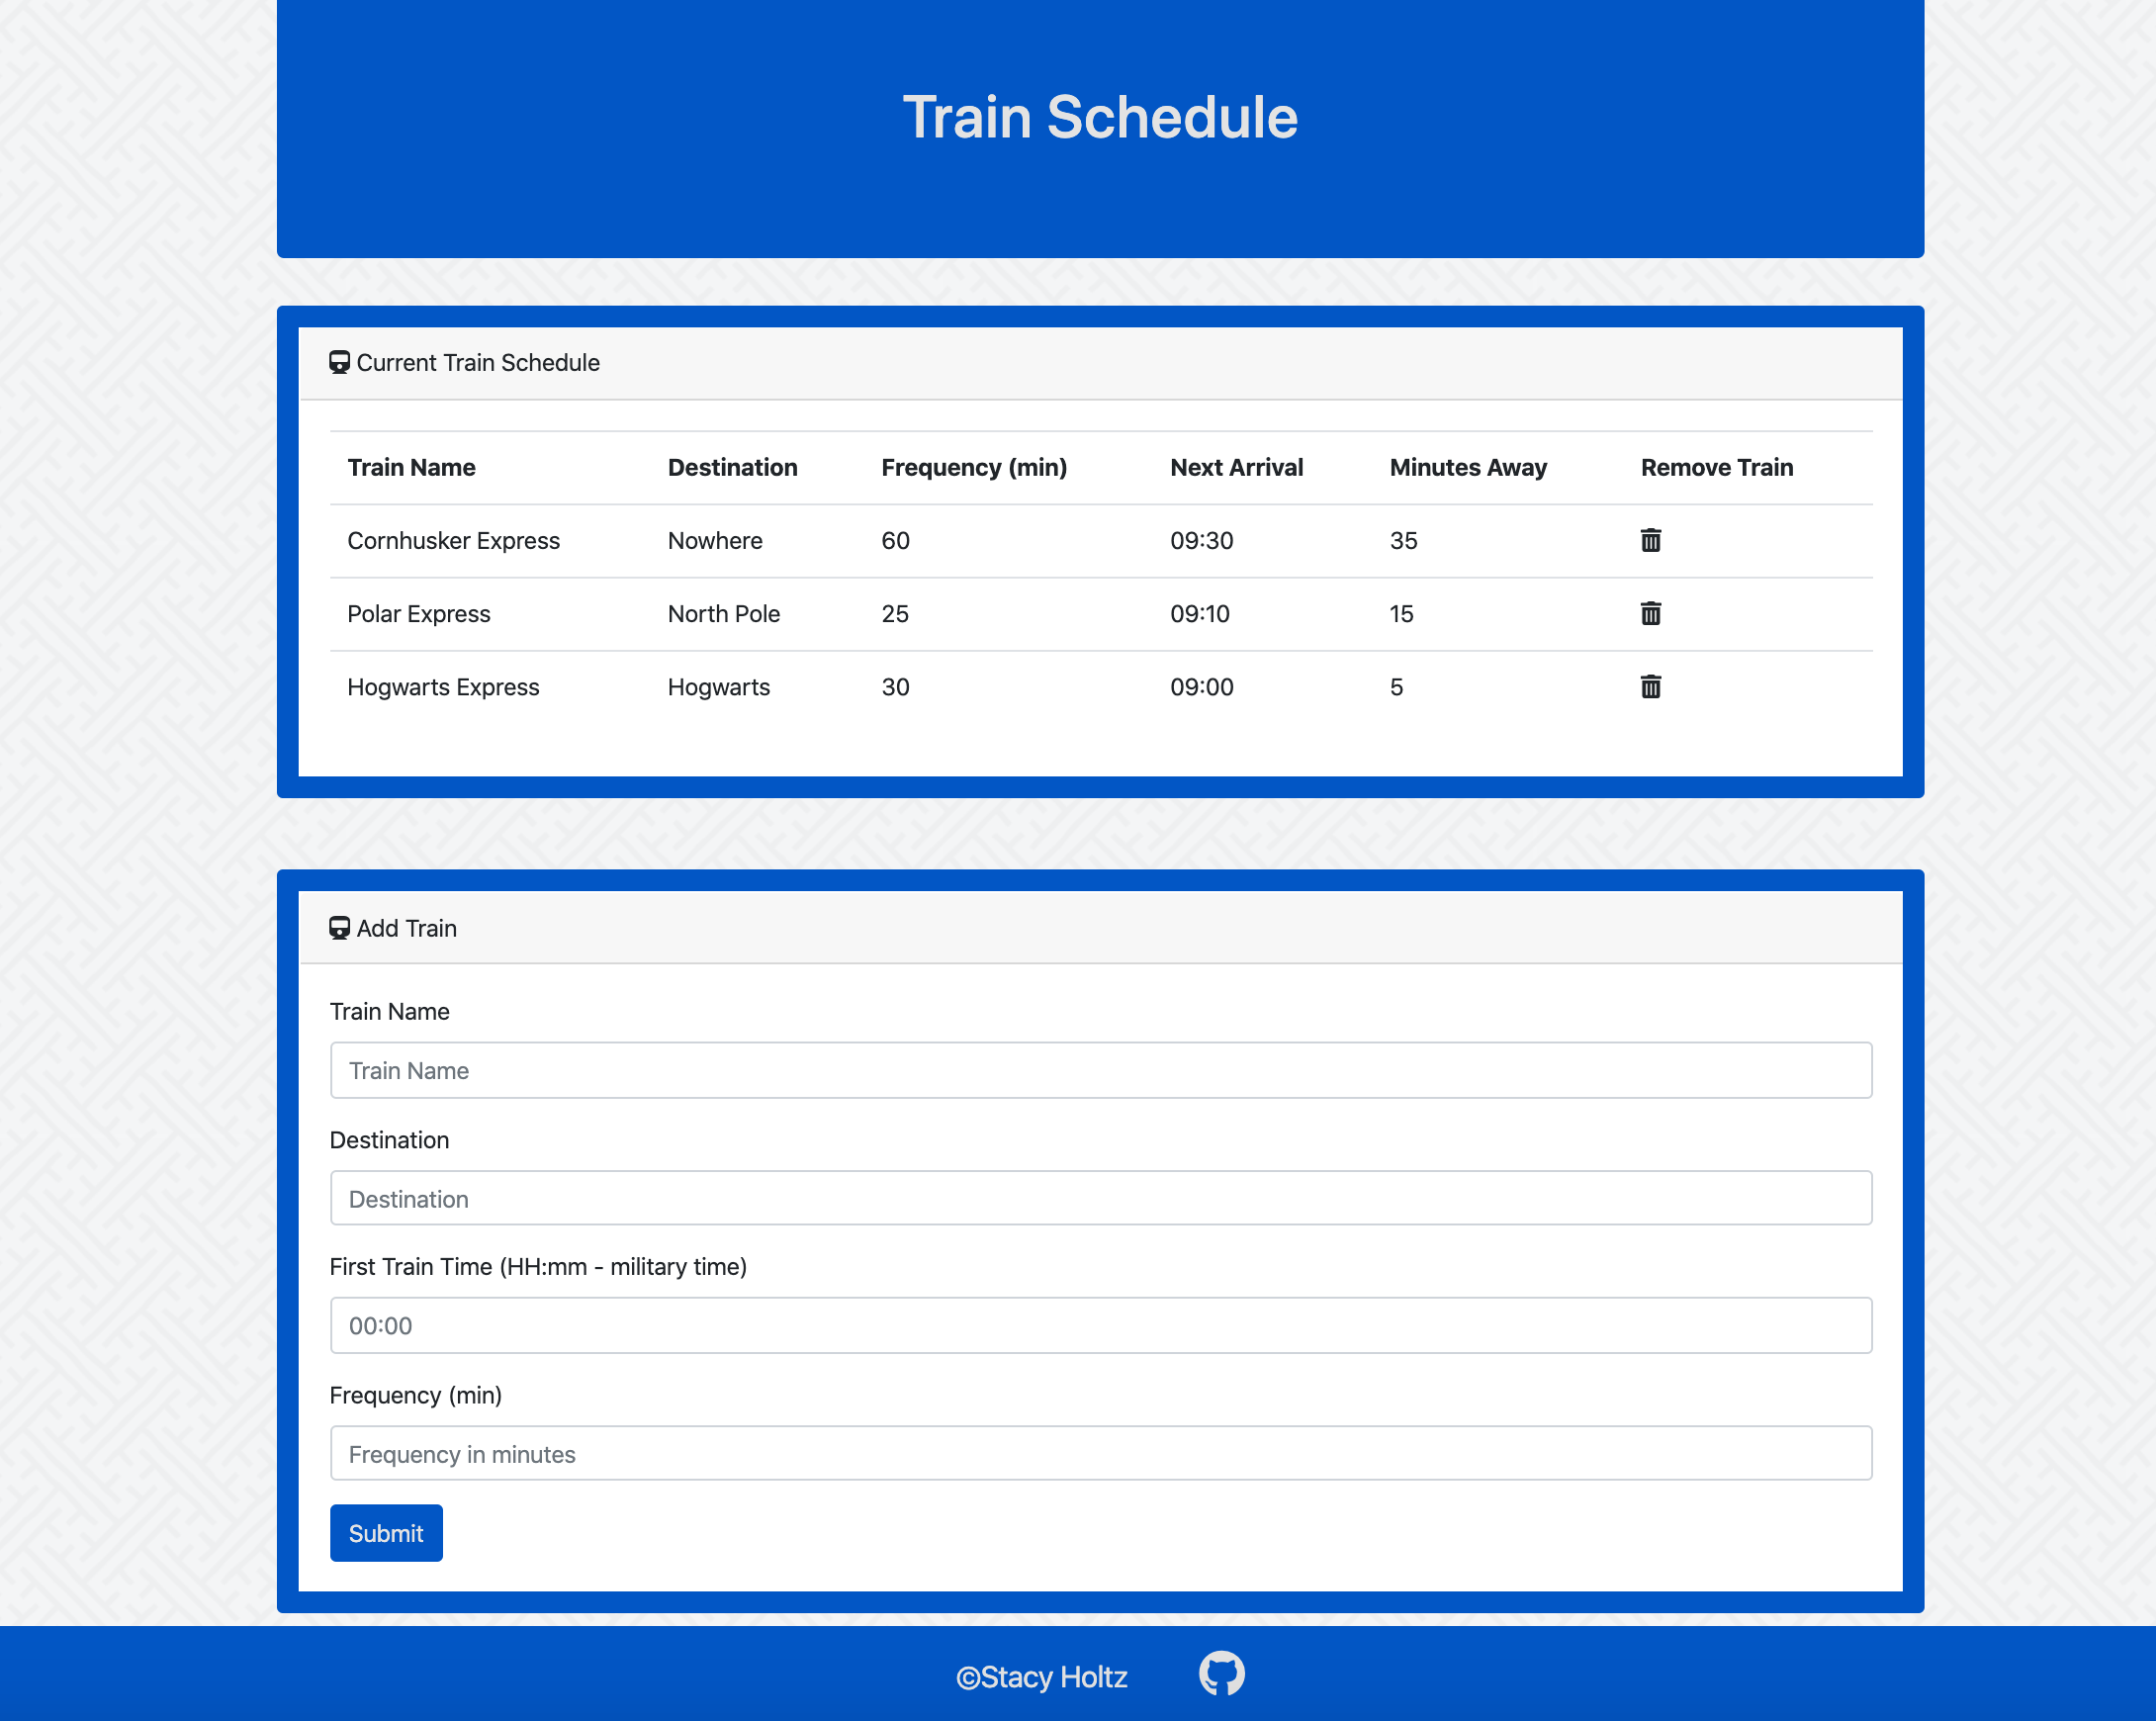 Train Schedule
Current Train Schedule
Train Name Destination Frequency (min) Next Arrival Minutes Away Remove Train
Cornhusker Express Nowhere 60 09:30 35
Polar Express North Pole 25 09:10 15
Hogwarts Express Hogwarts 30 09:00 5
Add Train
Train Name
Train Name
Destination
Destination
First Train Time (HH:mm - military time)
00:00
Frequency (min)
Frequency in minutes
Submit
©Stacy Holtz